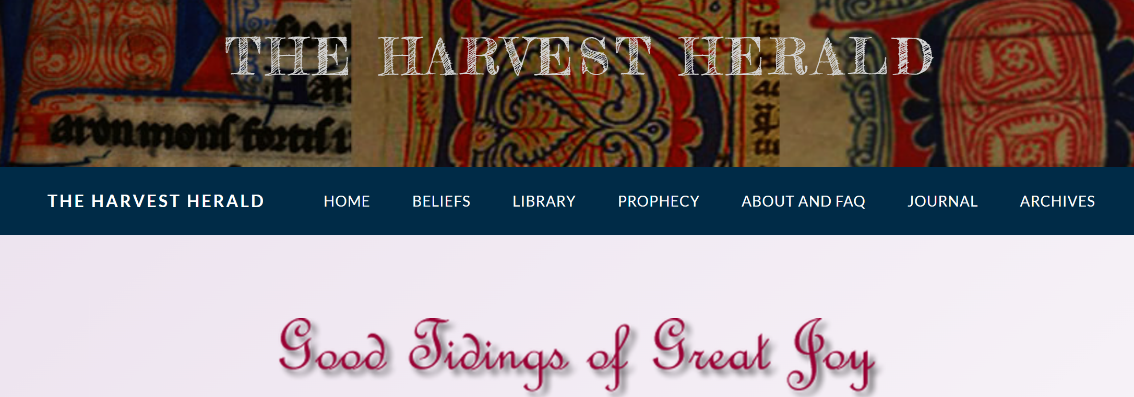 THE HARVEST HERALD
THE HARVEST HERALD HOME BELIEFS LIBRARY PROPHECY ABOUT AND FAQ JOURNAL ARCHIVES
Good Tidings of Great Joy